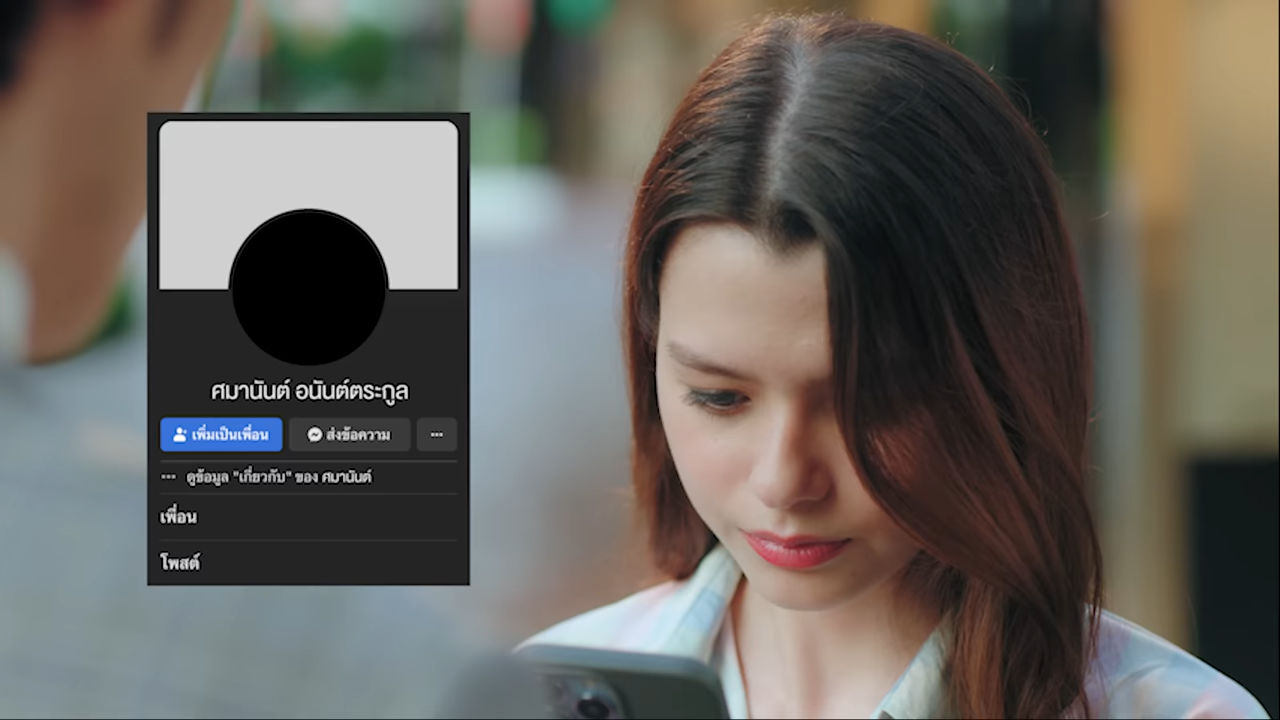 ศมานันต์ อนันต์ตระกูล
เพิ่มเป็นเพื่อน ส่งข้อความ ...
... ดูข้อมูล "เกี่ยวกับ" ของ ศมานันต์
เพื่อน
โพสต์